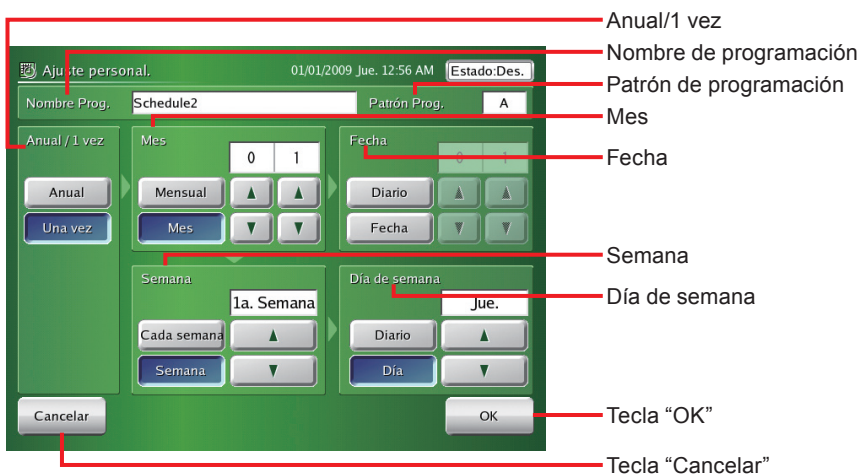 Anual/1 vez
Nombre de programación
Patrón de programación
Mes
Fecha
Semana
Día de semana
Tecla “OK”
Tecla “Cancelar”
Ajuste personal. 01/01/2009 Jue. 12:56 AM Estado:Des.
Nombre Prog. Schedule2 Patrón Prog. A
Anual / 1 vez
Anual
Una vez
Mes
0 1
Mensual
Mes
Fecha
0 1
Diario
Fecha
Semana
1a. Semana
Cada semana
Semana
Día de semana
Jue.
Diario
Día
Cancelar
OK